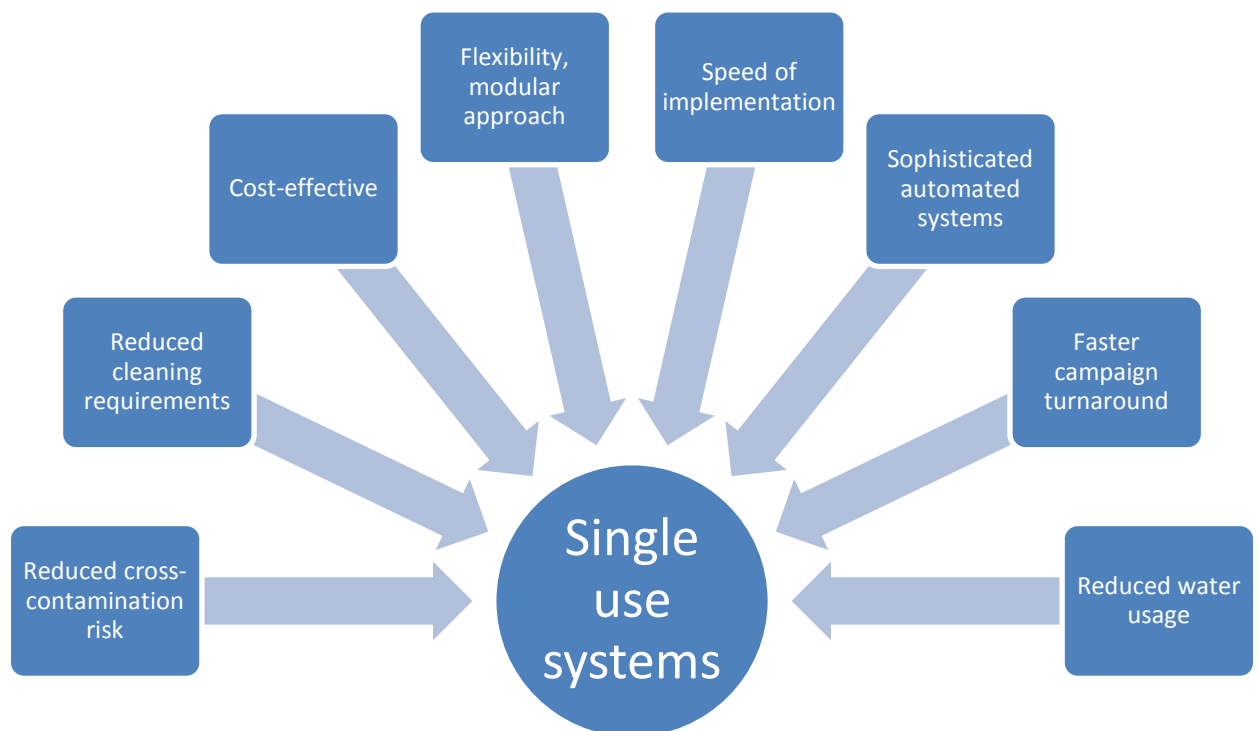 Flexibility,
modular
approach
Speed of
implementation
Cost-effective
Sophisticated
automated
systems
Reduced
cleaning
requirements
Faster
campaign
turnaround
Reduced cross-
contamination
risk
Single
use
systems
Reduced water
usage